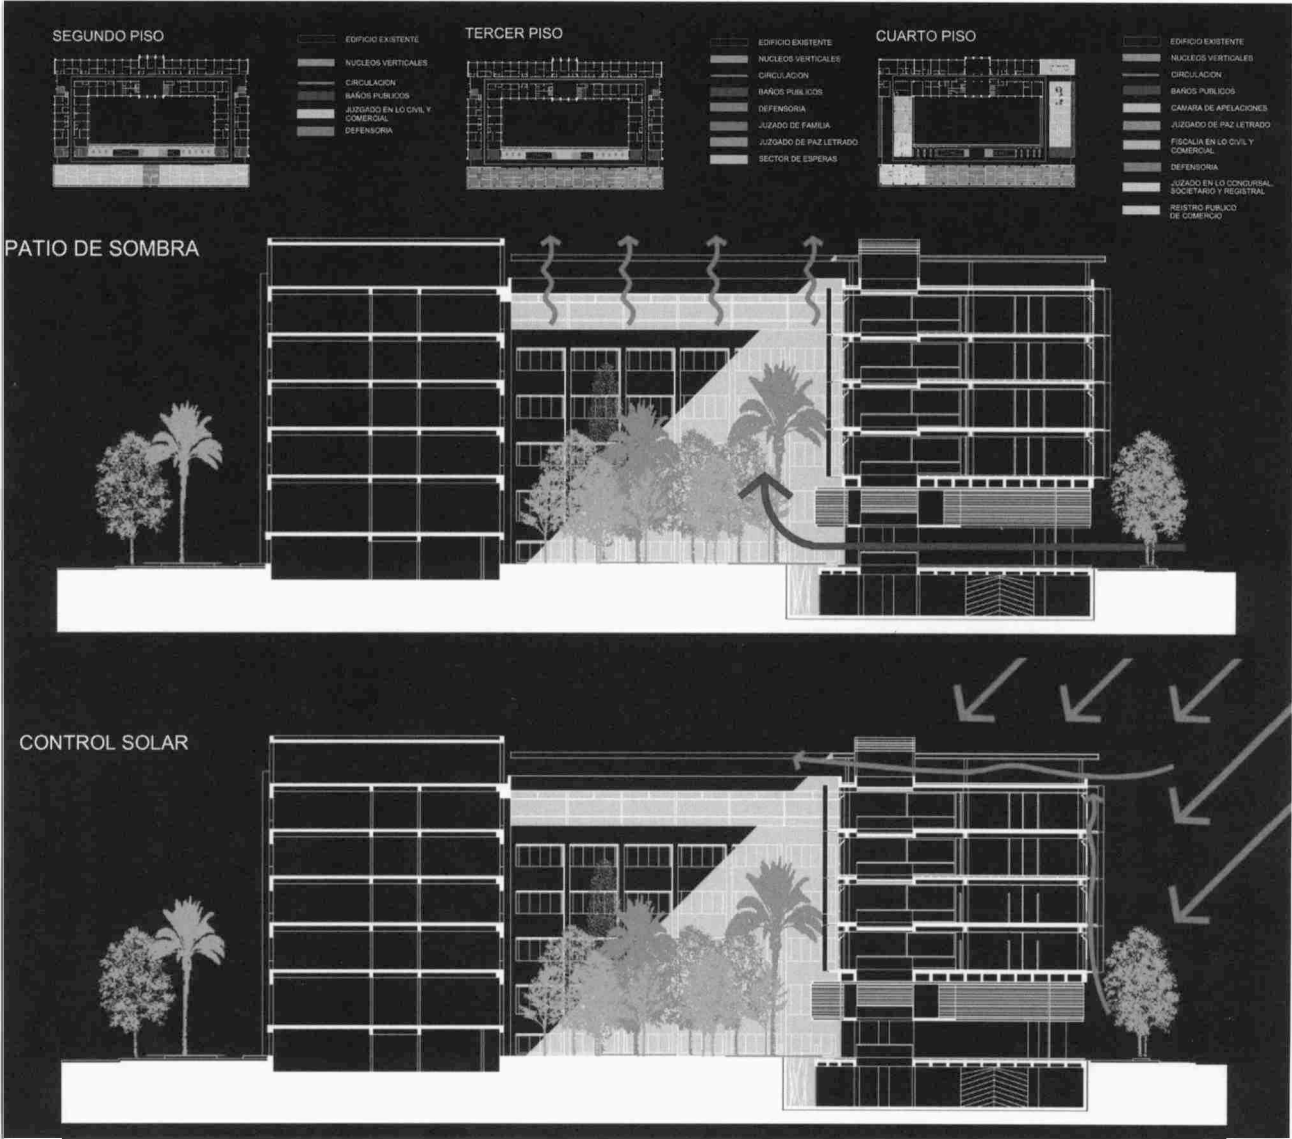 SEGUNDO PISO
EDIFICIO EXISTENTE
NUCLEOS VERTICALES
CIRCULACION
BAÑOS PUBLICOS
JUZGADO EN LO CIVIL Y
COMERCIAL
DEFENSORIA
TERCER PISO
EDIFICIO EXISTENTE
NUCLEOS VERTICALES
CIRCULACION
BAÑOS PUBLICOS
DEFENSORIA
JUZADO DE FAMILIA
JUZGADO DE PAZ LETRADO
SECTOR DE ESPERAS
CUARTO PISO
EDIFICIO EXISTENTE
NUCLEOS VERTICALES
CIRCULACION
BAÑOS PUBLICOS
CAMARA DE APELACIONES
JUZGADO DE PAZ LETRADO
FISCALIA EN LO CIVIL Y
COMERCIAL
DEFENSORIA
JUZADO EN LO CONCURSAL,
SOCIETARIO Y REGISTRAL
REISTRO PUBLICO
DE COMERCIO
PATIO DE SOMBRA
CONTROL SOLAR